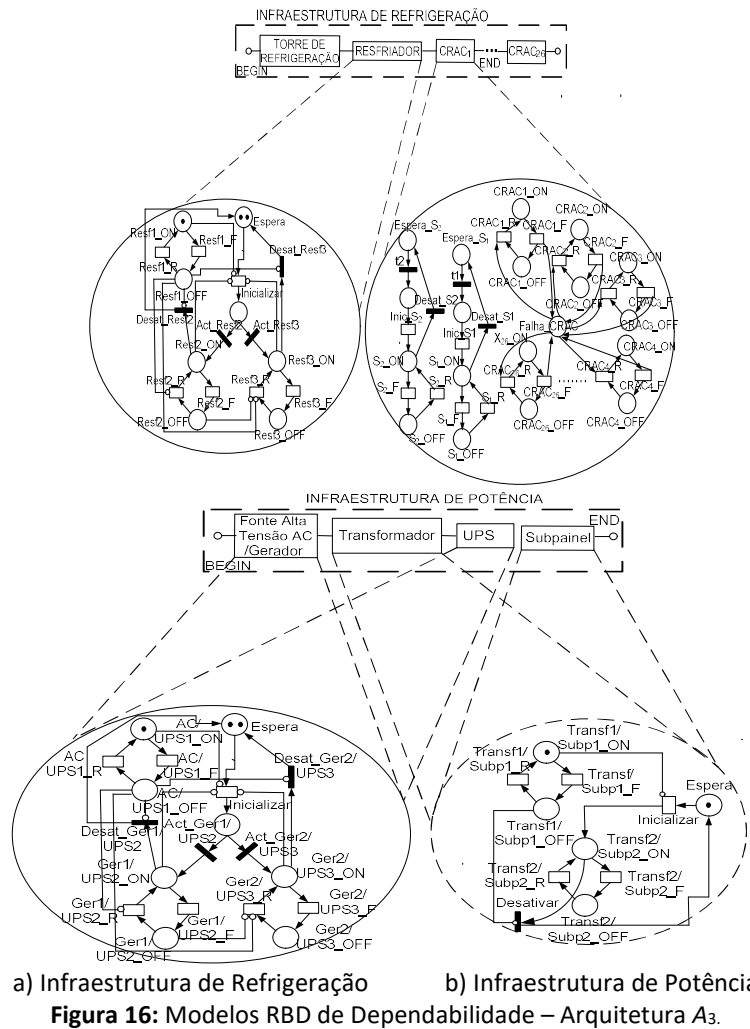 INFRAESTRUTURA DE REFRIGERAÇÃO
TORRE DE
REFRIGERAÇÃO
RESFRIADOR
CRAC1
CRAC26
BEGIN
END
Resf1_ON
Resf1_F
Resf1_R
Resf1_OFF
Espera
Desat_Resf3
Inicializar
Desat_Resf2
Act_Resf2
Act_Resf3
Resf2_ON
Resf3_ON
Resf2_R
Resf2_F
Resf3_R
Resf3_F
Resf2_OFF
Resf3_OFF
Espera_S2
Espera_S1
t2
t1
Desat_S2
Desat_S1
Inic_S2
Inic_S1
S2_ON
S1_ON
S2_F
S2_R
S1_F
S1_R
S2_OFF
S1_OFF
CRAC1_ON
CRAC1_R
CRAC1_F
CRAC1_OFF
CRAC2_ON
CRAC2_F
CRAC2_OFF
CRAC3_ON
CRAC3_R
CRAC3_F
CRAC3_OFF
Falha_CRAC
X26_ON
CRAC26_F
CRAC26_OFF
CRAC4_ON
CRAC4_R
CRAC4_F
CRAC4_OFF
INFRAESTRUTURA DE POTÊNCIA
Fonte Alta
Tensão AC
/Gerador
Transformador
UPS
Subpainel
BEGIN
END
AC/
UPS1_ON
AC
UPS1_R
AC/
UPS1_F
AC/
UPS1_OFF
Espera
Desat_Ger2/
UPS3
Inicializar
Desat_Ger1/
UPS2
Act_Ger1/
UPS2
Act_Ger2/
UPS3
Ger1/
UPS2_ON
Ger2/
UPS3_ON
Ger1/
UPS2_R
Ger1/
UPS2_F
Ger2/
UPS3_R
Ger2/
UPS3_F
Ger1/
UPS2_OFF
Ger2/
UPS3_OFF
Transf1/
Subp1_ON
Transf1/
Subp1_R
Transf/
Subp1_F
Transf1/
Subp1_OFF
Espera
Inicializar
Transf2/
Subp2_ON
Transf2/
Subp2_R
Transf2/
Subp2_F
Desativar
Transf2/
Subp2_OFF
a) Infraestrutura de Refrigeração b) Infraestrutura de Potência
Figura 16: Modelos RBD de Dependabilidade – Arquitetura A3.